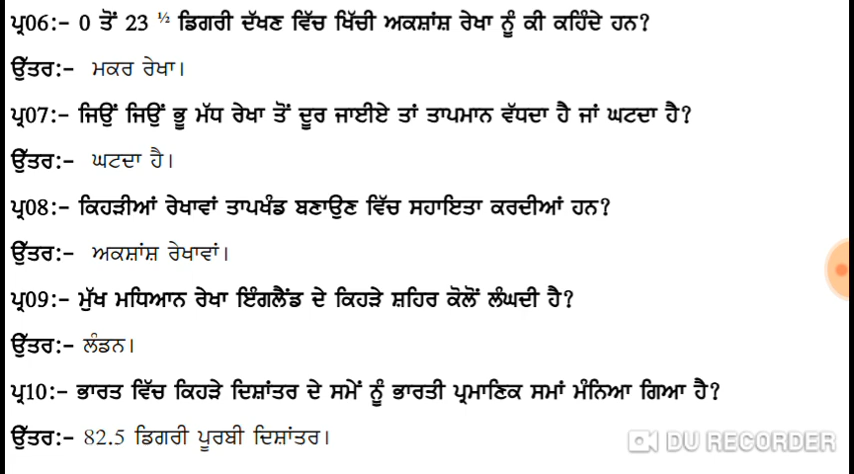 ਪ੍ਰ06:- 0 ਤੋਂ 23 ½ ਡਿਗਰੀ ਦੱਖਣ ਵਿੱਚ ਖਿੱਚੀ ਅਕਸ਼ਾਂਸ਼ ਰੇਖਾ ਨੂੰ ਕੀ ਕਹਿੰਦੇ ਹਨ?
ਉੱਤਰ:- ਮਕਰ ਰੇਖਾ।
ਪ੍ਰ07:- ਜਿਉਂ ਜਿਉਂ ਭੂ ਮੱਧ ਰੇਖਾ ਤੋਂ ਦੂਰ ਜਾਈਏ ਤਾਂ ਤਾਪਮਾਨ ਵੱਧਦਾ ਹੈ ਜਾਂ ਘਟਦਾ ਹੈ?
ਉੱਤਰ:- ਘਟਦਾ ਹੈ।
ਪ੍ਰ08:- ਕਿਹੜੀਆਂ ਰੇਖਾਵਾਂ ਤਾਪਖੰਡ ਬਣਾਉਣ ਵਿੱਚ ਸਹਾਇਤਾ ਕਰਦੀਆਂ ਹਨ?
ਉੱਤਰ:- ਅਕਸ਼ਾਂਸ਼ ਰੇਖਾਵਾਂ।
ਪ੍ਰ09:- ਮੁੱਖ ਮਧਿਆਨ ਰੇਖਾ ਇੰਗਲੈਂਡ ਦੇ ਕਿਹੜੇ ਸ਼ਹਿਰ ਕੋਲੋਂ ਲੰਘਦੀ ਹੈ?
ਉੱਤਰ:- ਲੰਡਨ।
ਪ੍ਰ10:- ਭਾਰਤ ਵਿੱਚ ਕਿਹੜੇ ਦਿਸ਼ਾਂਤਰ ਦੇ ਸਮੇਂ ਨੂੰ ਭਾਰਤੀ ਪ੍ਰਮਾਣਿਕ ਸਮਾਂ ਮੰਨਿਆ ਗਿਆ ਹੈ?
ਉੱਤਰ:- 82.5 ਡਿਗਰੀ ਪੂਰਬੀ ਦਿਸ਼ਾਂਤਰ।
DU RECORDER